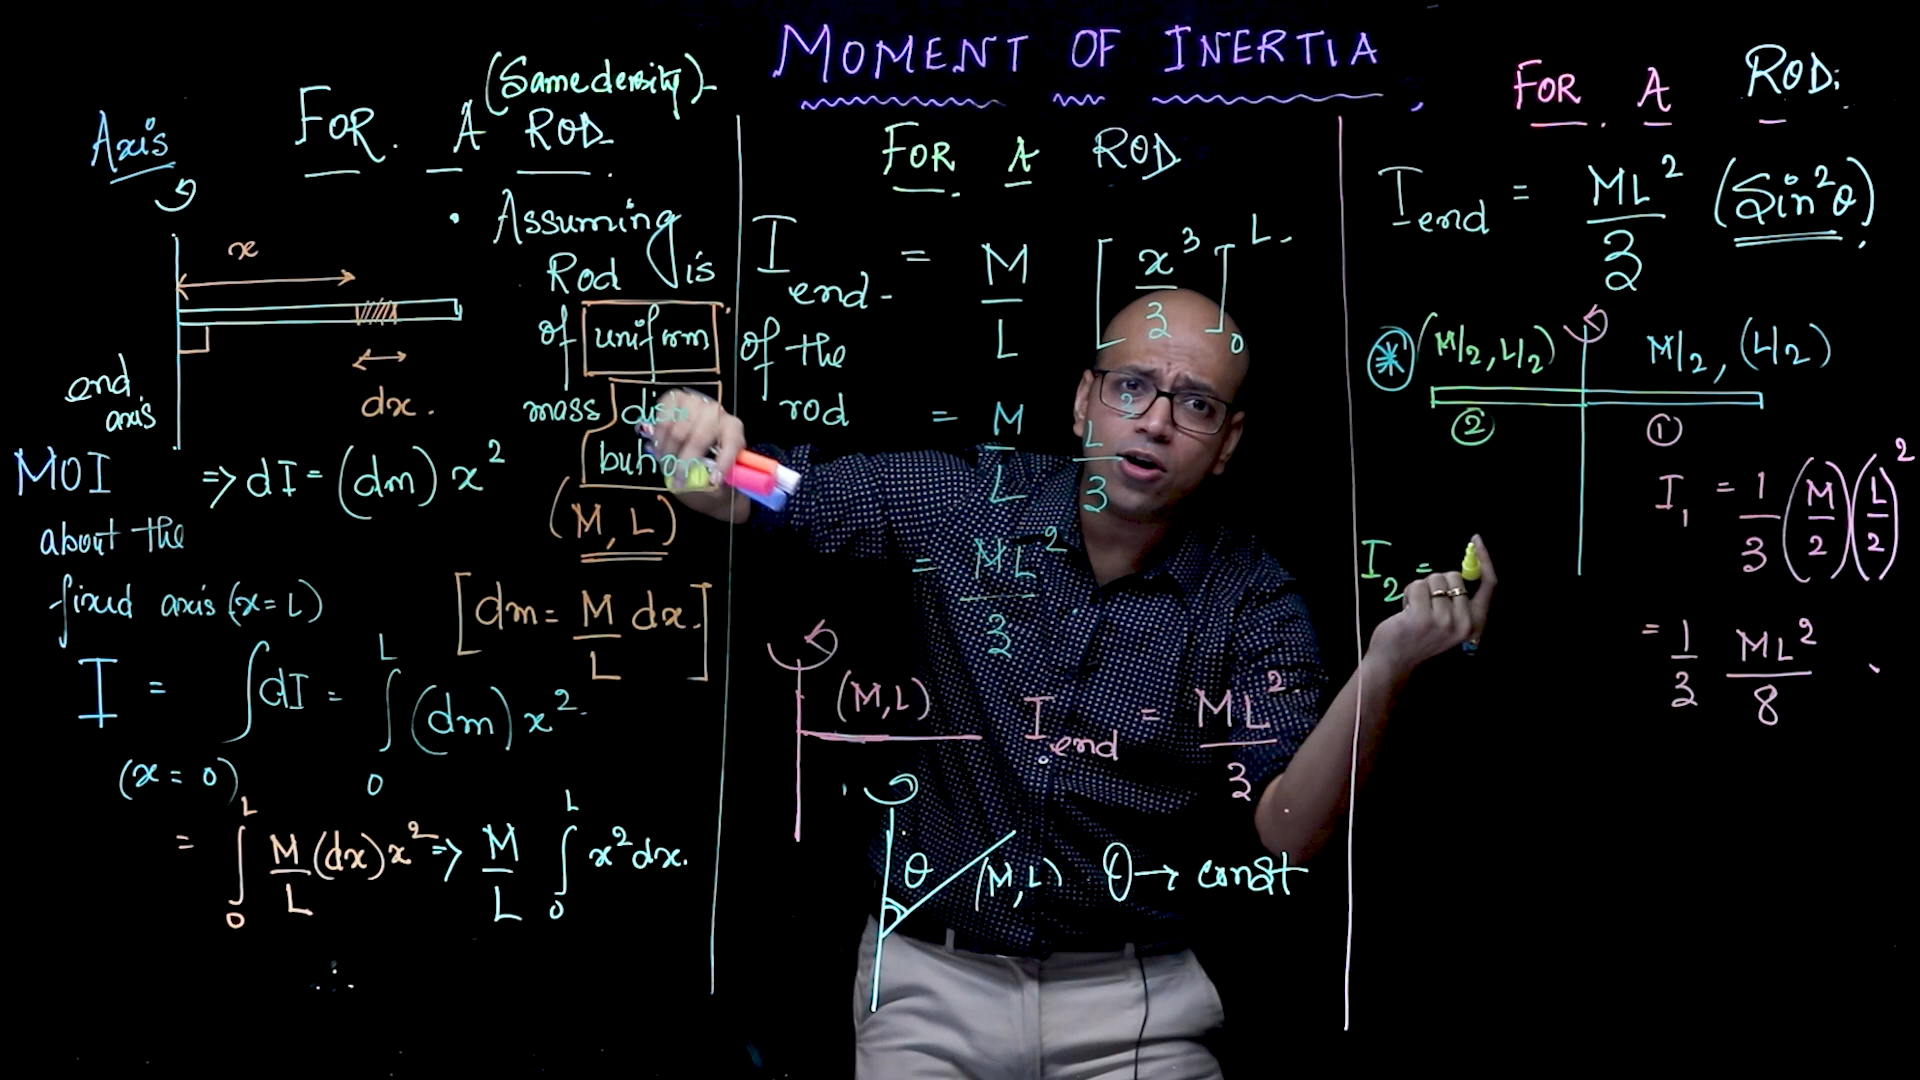 MOMENT OF INERTIA
Axis
(Same density)
FOR A ROD
• Assuming
Rod is
of uniform
mass distri
bution
(M, L)
x
dx.
end
axis
MOI ⇒ dI = (dm) x²
about the
fixed axis (x = L)
[dm = M/L dx.]
I = ∫dI = ∫₀ᴸ (dm) x²
(x = 0)
= ∫₀ᴸ M/L (dx) x² ⇒ M/L ∫₀ᴸ x² dx.
∴
FOR A ROD
I end = M/L [x³/3]₀ᴸ
of the
rod = M/L L²/3
= ML²/3
(M, L)
I end = ML²/3
θ (M, L) θ → const
FOR A ROD:
I end = ML²/3 (Sin²θ)
* (M/2, L/2) M/2, (L/2)
② ①
I₁ = 1/3 (M/2) (L/2)²
I₂ =
= 1/3 ML²/8